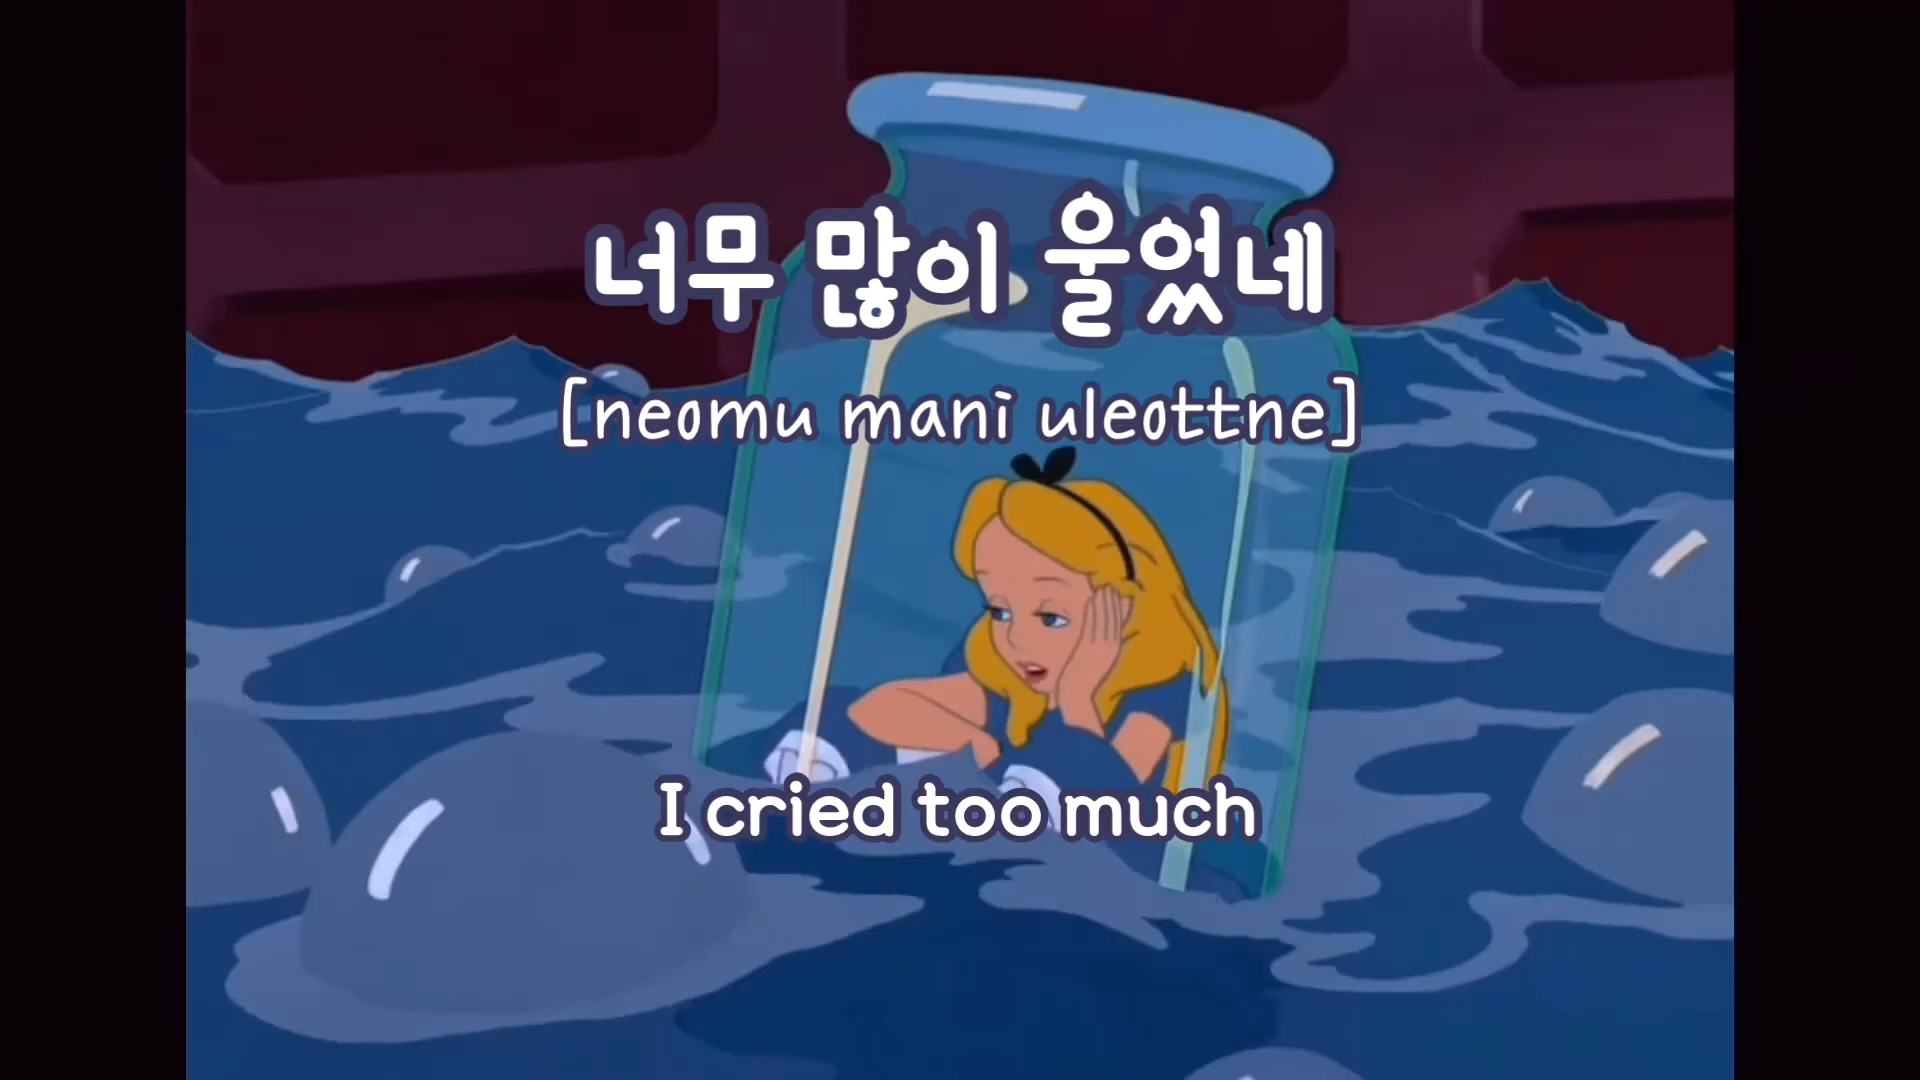 너무 많이 울었네
[neomu mani uleottne]
I cried too much